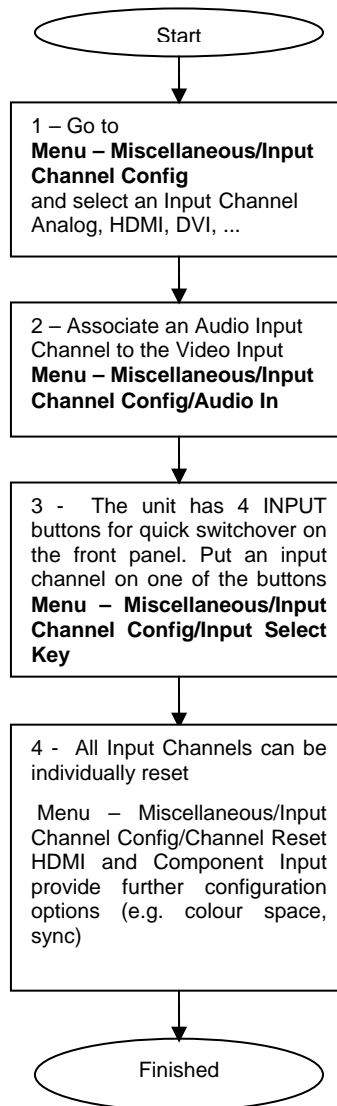 Start
1 – Go to
Menu – Miscellaneous/Input
Channel Config
and select an Input Channel
Analog, HDMI, DVI, ...
2 – Associate an Audio Input
Channel to the Video Input
Menu – Miscellaneous/Input
Channel Config/Audio In
3 - The unit has 4 INPUT
buttons for quick switchover on
the front panel. Put an input
channel on one of the buttons
Menu – Miscellaneous/Input
Channel Config/Input Select
Key
4 - All Input Channels can be
individually reset
Menu – Miscellaneous/Input
Channel Config/Channel Reset
HDMI and Component Input
provide further configuration
options (e.g. colour space,
sync)
Finished